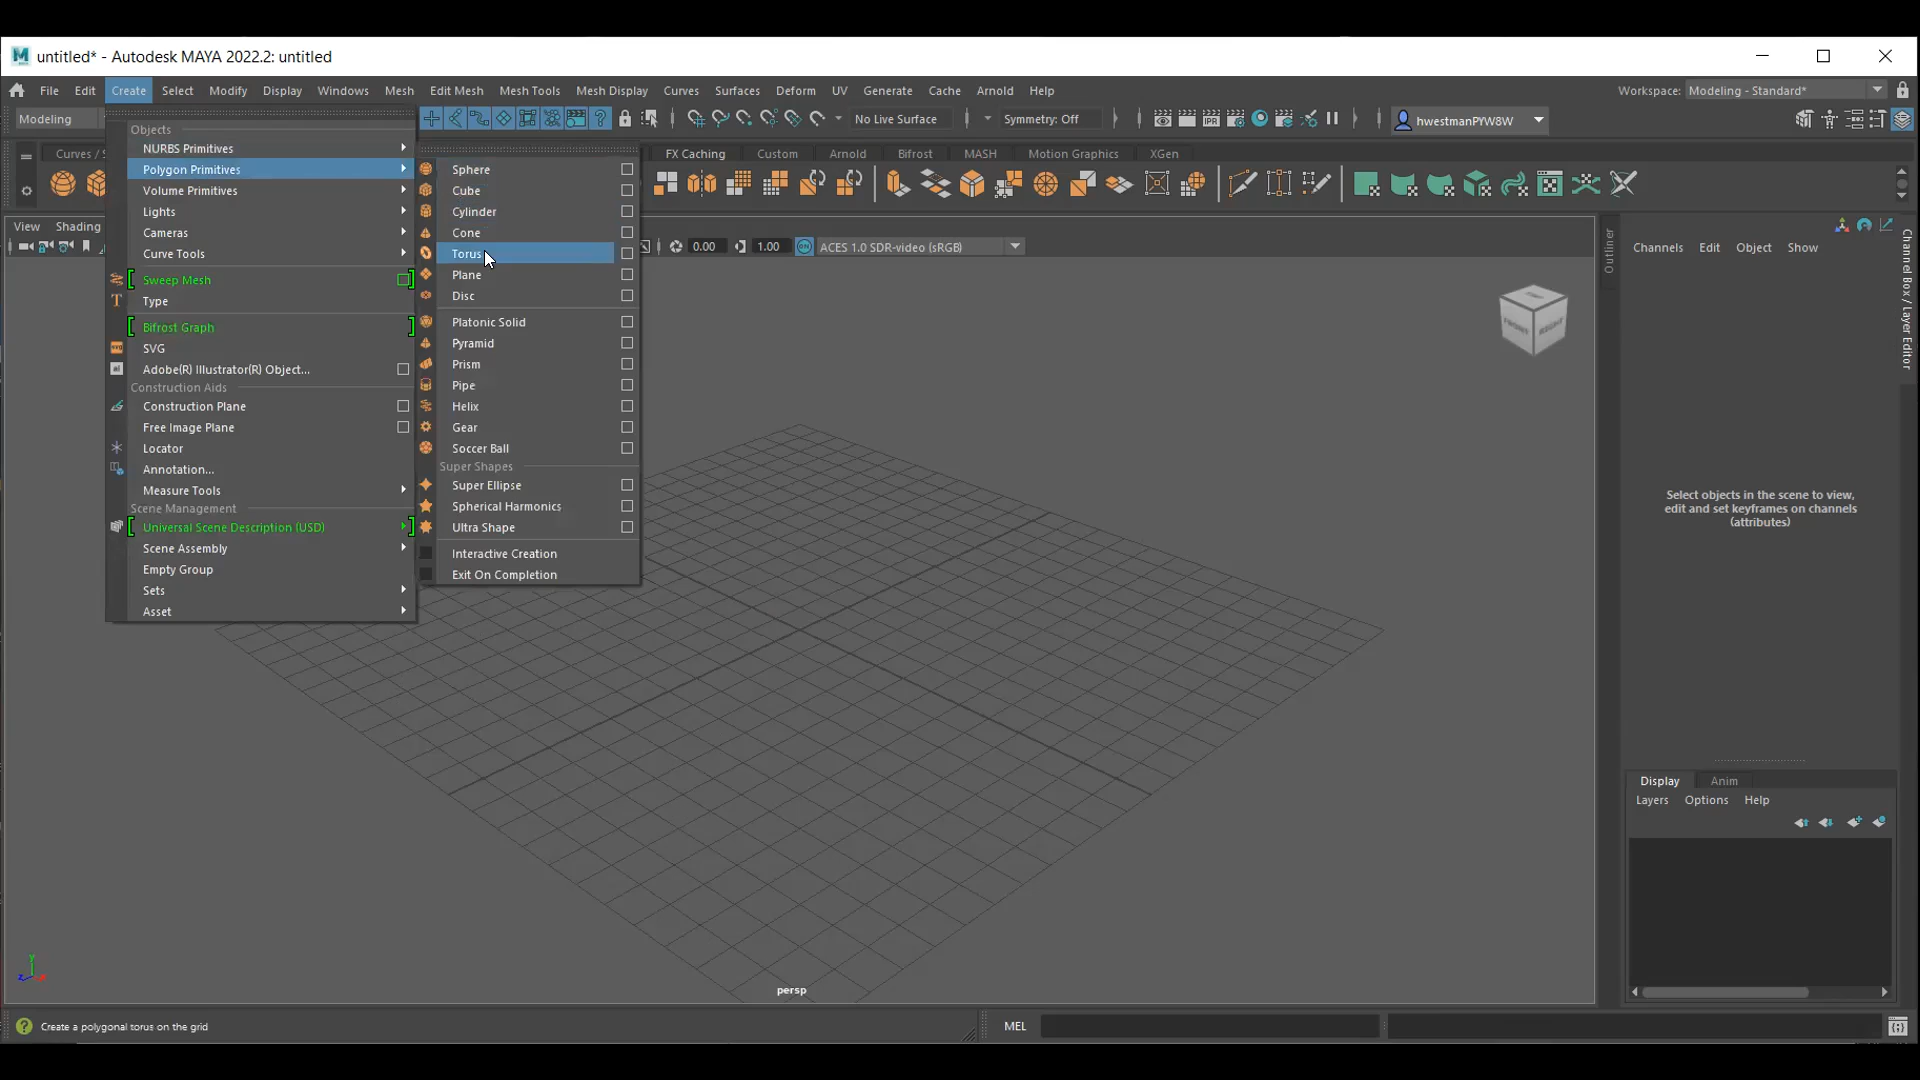 untitled* - Autodesk MAYA 2022.2: untitled
File Edit Create Select Modify Display Windows Mesh Edit Mesh Mesh Tools Mesh Display Curves Surfaces Deform UV Generate Cache Arnold Help Workspace: Modeling - Standard*
Modeling No Live Surface Symmetry: Off hwestmanPYW8W
Curves / S FX Caching Custom Arnold Bifrost MASH Motion Graphics XGen
View Shading
0.00 1.00 ACES 1.0 SDR-video (sRGB)
Objects
NURBS Primitives
Polygon Primitives
Volume Primitives
Lights
Cameras
Curve Tools
Sweep Mesh
Type
Bifrost Graph
SVG
Adobe(R) Illustrator(R) Object...
Construction Aids
Construction Plane
Free Image Plane
Locator
Annotation...
Measure Tools
Scene Management
Universal Scene Description (USD)
Scene Assembly
Empty Group
Sets
Asset
Sphere
Cube
Cylinder
Cone
Torus
Plane
Disc
Platonic Solid
Pyramid
Prism
Pipe
Helix
Gear
Soccer Ball
Super Shapes
Super Ellipse
Spherical Harmonics
Ultra Shape
Interactive Creation
Exit On Completion
FRONT RIGHT
persp
Outliner
Channels Edit Object Show
Channel Box / Layer Editor
Select objects in the scene to view,
edit and set keyframes on channels
(attributes)
Display Anim
Layers Options Help
Create a polygonal torus on the grid
MEL